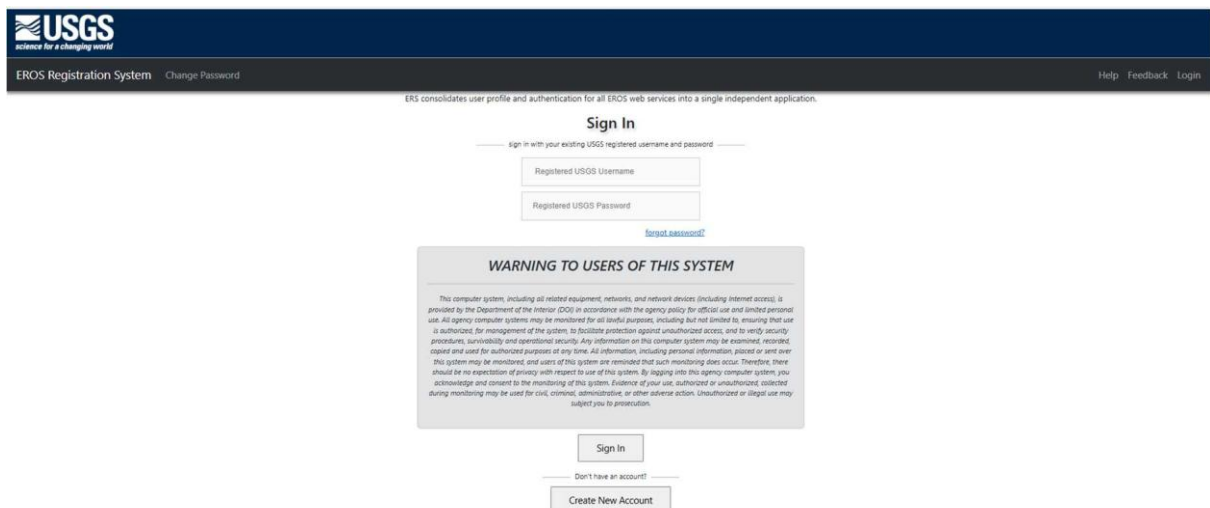 USGS
science for a changing world
EROS Registration System Change Password Help Feedback Login
ERS consolidates user profile and authentication for all EROS web services into a single independent application.
Sign In
sign in with your existing USGS registered username and password
Registered USGS Username
Registered USGS Password
forgot password?
WARNING TO USERS OF THIS SYSTEM
This computer system, including all related equipment, networks, and network devices (including Internet access), is
provided by the Department of the Interior (DOI) in accordance with the agency policy for official use and limited personal
use. All agency computer systems may be monitored for all lawful purposes, including but not limited to, ensuring that use
is authorized, for management of the system, to facilitate protection against unauthorized access, and to verify security
procedures, survivability and operational security. Any information on this computer system may be examined, recorded,
copied and used for authorized purposes at any time. All information, including personal information, placed or sent over
this system may be monitored, and users of this system are reminded that such monitoring does occur. Therefore, there
should be no expectation of privacy with respect to use of this system. By logging into this agency computer system, you
acknowledge and consent to the monitoring of this system. Evidence of your use, authorized or unauthorized, collected
during monitoring may be used for civil, criminal, administrative, or other adverse action. Unauthorized or illegal use may
subject you to prosecution.
Sign In
Don't have an account?
Create New Account